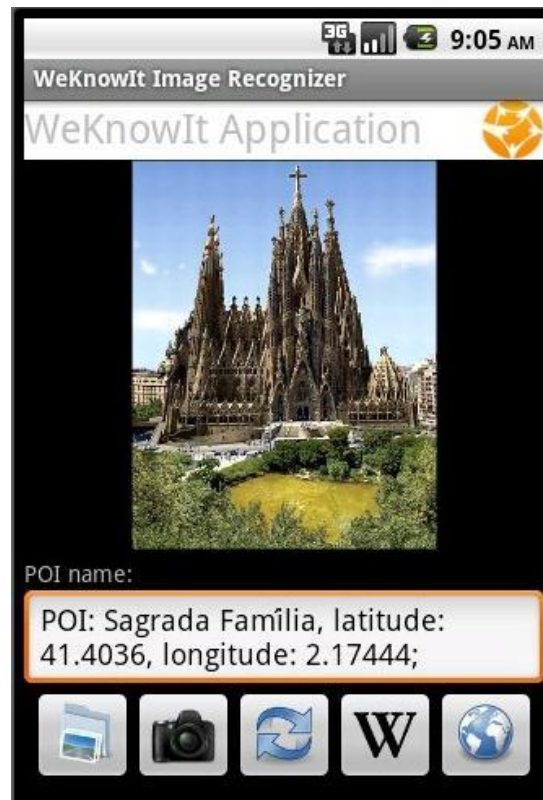 3G 9:05 AM
WeKnowIt Image Recognizer
WeKnowIt Application
POI name:
POI: Sagrada Família, latitude:
41.4036, longitude: 2.17444;
W